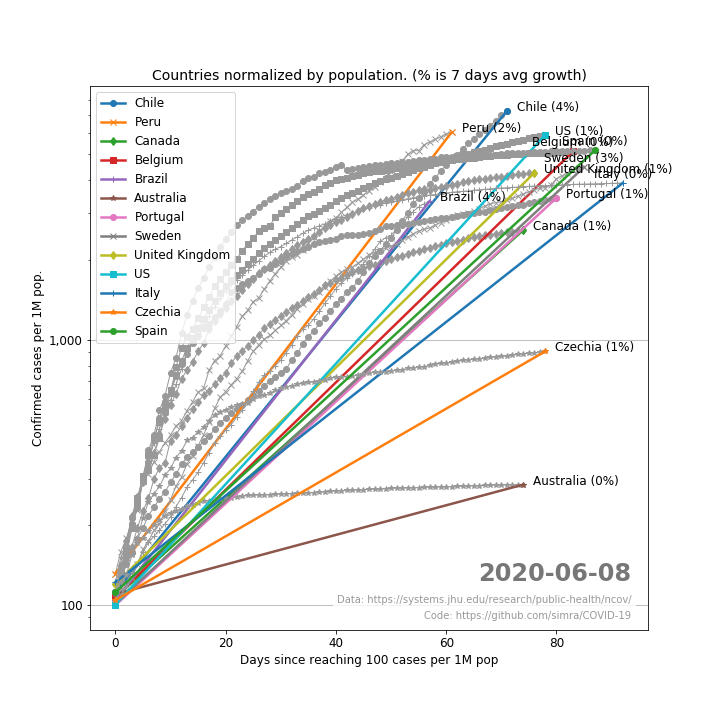 Countries normalized by population. (% is 7 days avg growth)
Chile
Peru
Canada
Belgium
Brazil
Australia
Portugal
Sweden
United Kingdom
US
Italy
Czechia
Spain
Chile (4%)
Peru (2%)
US (1%)
Belgium (1%)
Spain (0%)
Sweden (3%)
United Kingdom (1%)
Italy (0%)
Brazil (4%)
Portugal (1%)
Canada (1%)
Czechia (1%)
Australia (0%)
1,000
100
Confirmed cases per 1M pop.
2020-06-08
Data: https://systems.jhu.edu/research/public-health/ncov/
Code: https://github.com/simra/COVID-19
0 20 40 60 80
Days since reaching 100 cases per 1M pop